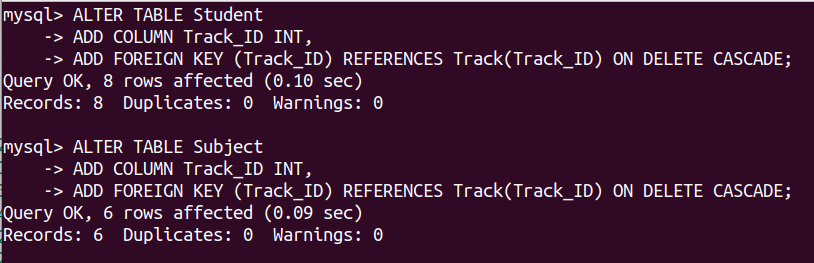 mysql> ALTER TABLE Student
    -> ADD COLUMN Track_ID INT,
    -> ADD FOREIGN KEY (Track_ID) REFERENCES Track(Track_ID) ON DELETE CASCADE;
Query OK, 8 rows affected (0.10 sec)
Records: 8  Duplicates: 0  Warnings: 0

mysql> ALTER TABLE Subject
    -> ADD COLUMN Track_ID INT,
    -> ADD FOREIGN KEY (Track_ID) REFERENCES Track(Track_ID) ON DELETE CASCADE;
Query OK, 6 rows affected (0.09 sec)
Records: 6  Duplicates: 0  Warnings: 0